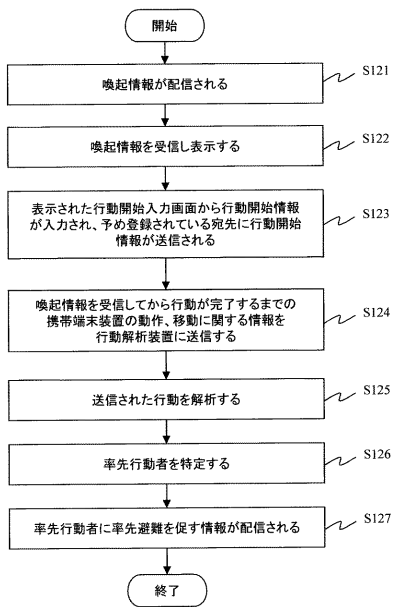 開始
喚起情報が配信される
S121
喚起情報を受信し表示する
S122
表示された行動開始入力画面から行動開始情報
が入力され、予め登録されている宛先に行動開始
情報が送信される
S123
喚起情報を受信してから行動が完了するまでの
携帯端末装置の動作、移動に関する情報を
行動解析装置に送信する
S124
送信された行動を解析する
S125
率先行動者を特定する
S126
率先行動者に率先避難を促す情報が配信される
S127
終了